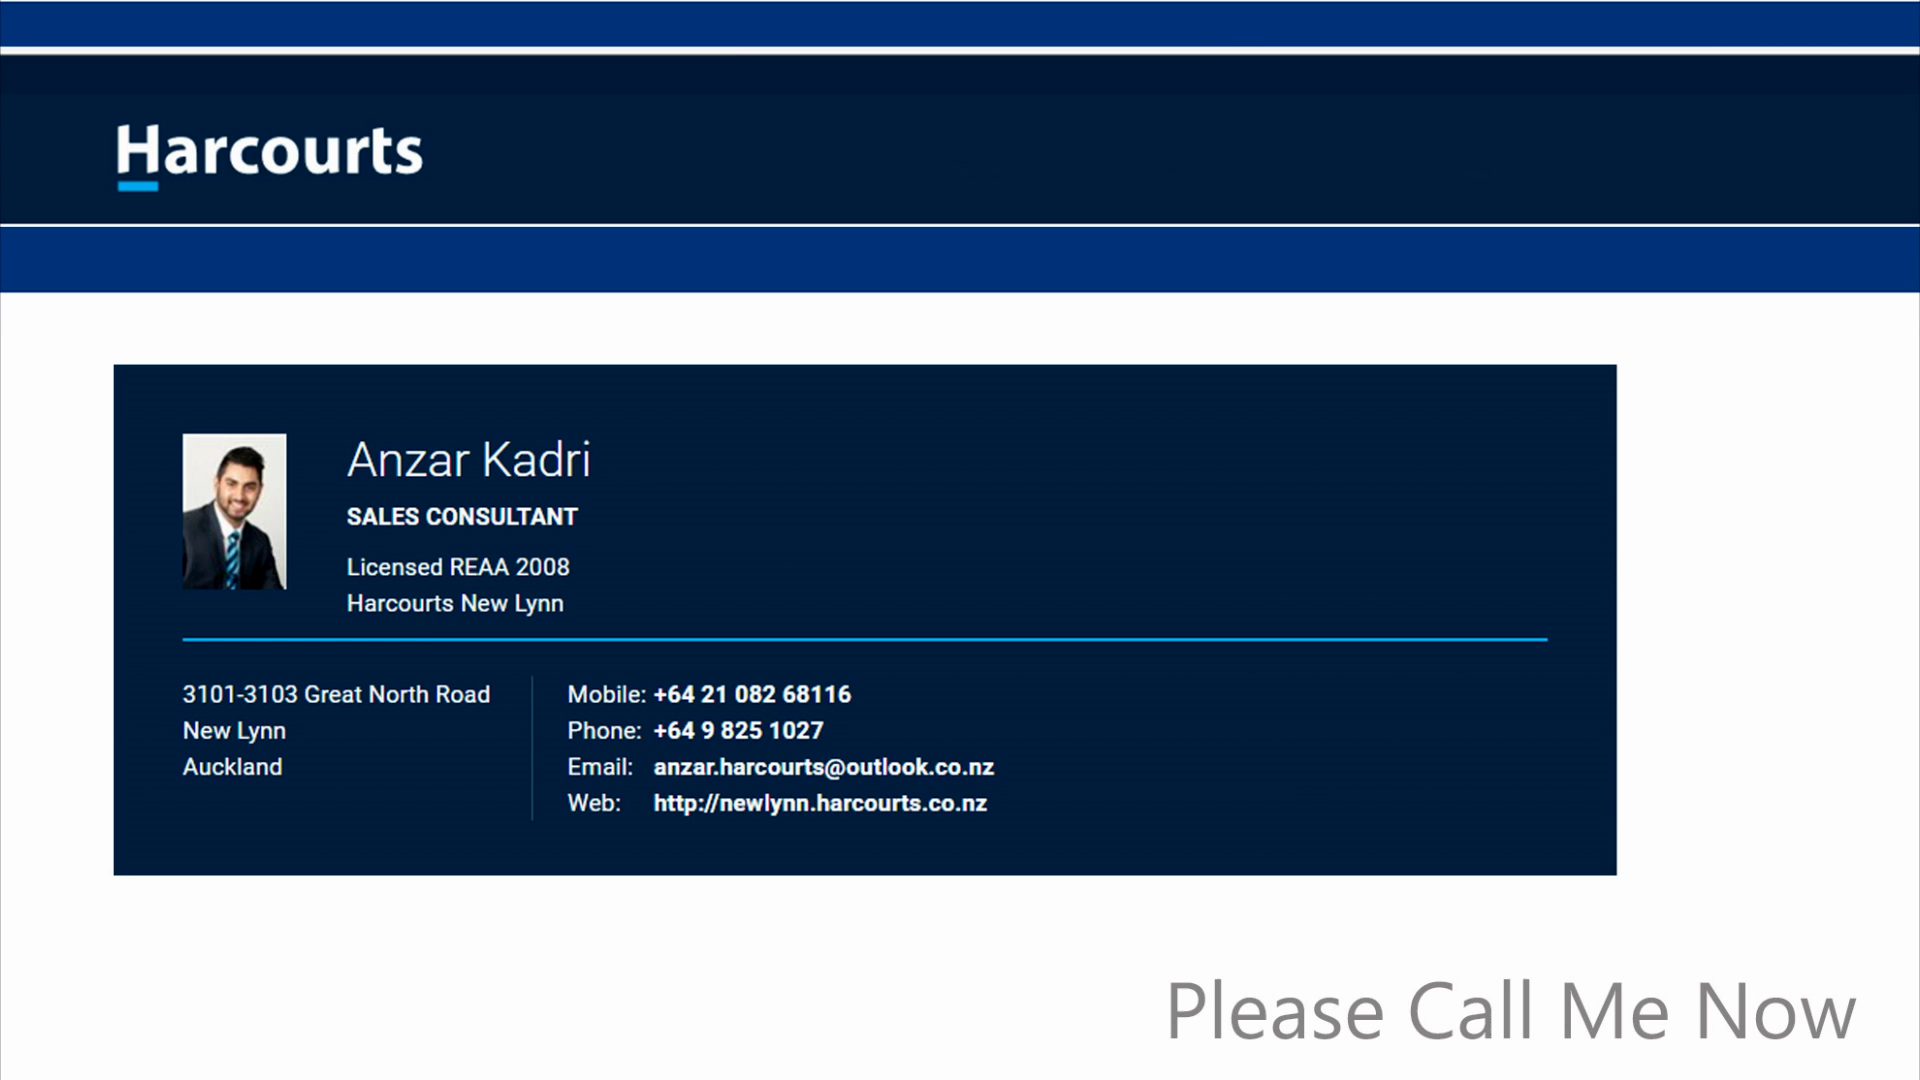 Harcourts
Anzar Kadri
SALES CONSULTANT
Licensed REAA 2008
Harcourts New Lynn
3101-3103 Great North Road
New Lynn
Auckland
Mobile: +64 21 082 68116
Phone: +64 9 825 1027
Email: anzar.harcourts@outlook.co.nz
Web: http://newlynn.harcourts.co.nz
Please Call Me Now